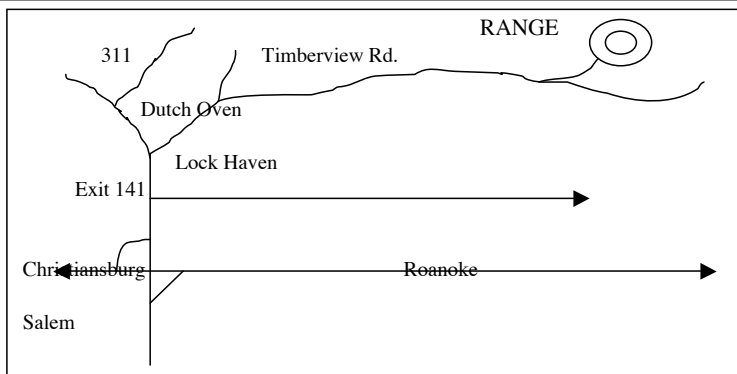 RANGE
311
Timberview Rd.
Dutch Oven
Lock Haven
Exit 141
Christiansburg
Roanoke
Salem